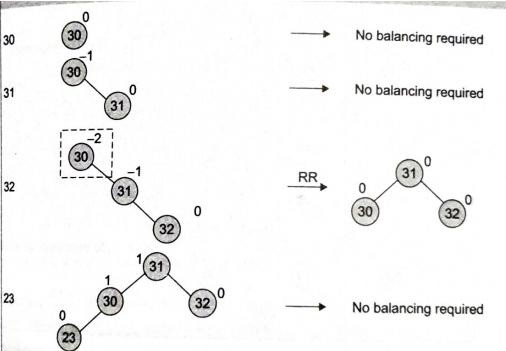 30 30 0 No balancing required
31 30 -1 31 0 No balancing required
32 30 -2 31 -1 32 0 RR 31 0 30 0 32 0
23 31 1 30 1 32 0 23 0 No balancing required